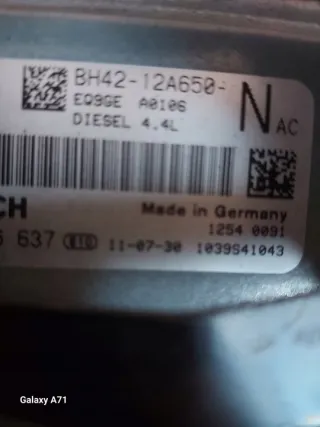 BH42-12A650-
EQ9GE A0106 N AC
DIESEL 4.4L
CH
Made in Germany
1254 0091
637 11-07-30 1039S41043
Galaxy A71